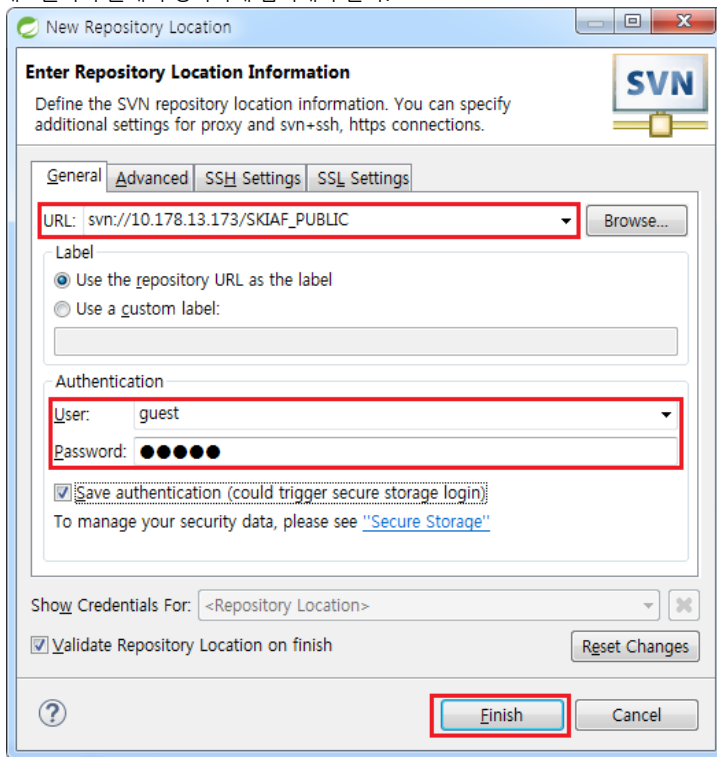 New Repository Location
Enter Repository Location Information
Define the SVN repository location information. You can specify
additional settings for proxy and svn+ssh, https connections.
SVN
General Advanced SSH Settings SSL Settings
URL: svn://10.178.13.173/SKIAF_PUBLIC Browse...
Label
Use the repository URL as the label
Use a custom label:
Authentication
User: guest
Password: ●●●●●
Save authentication (could trigger secure storage login)
To manage your security data, please see "Secure Storage"
Show Credentials For: <Repository Location>
Validate Repository Location on finish Reset Changes
Finish Cancel